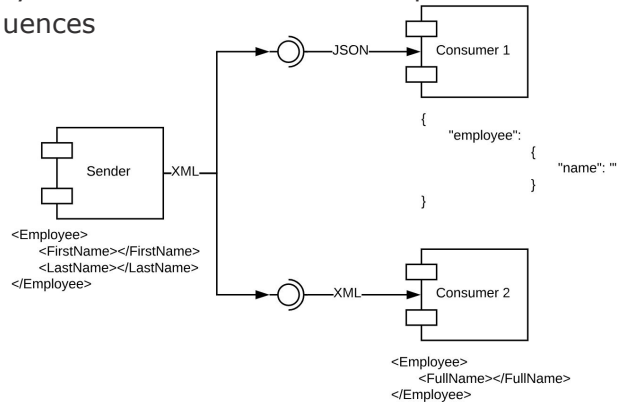 uences
JSON
Consumer 1
{
"employee":
{
"name": ""
}
}
Sender
XML
<Employee>
<FirstName></FirstName>
<LastName></LastName>
</Employee>
XML
Consumer 2
<Employee>
<FullName></FullName>
</Employee>